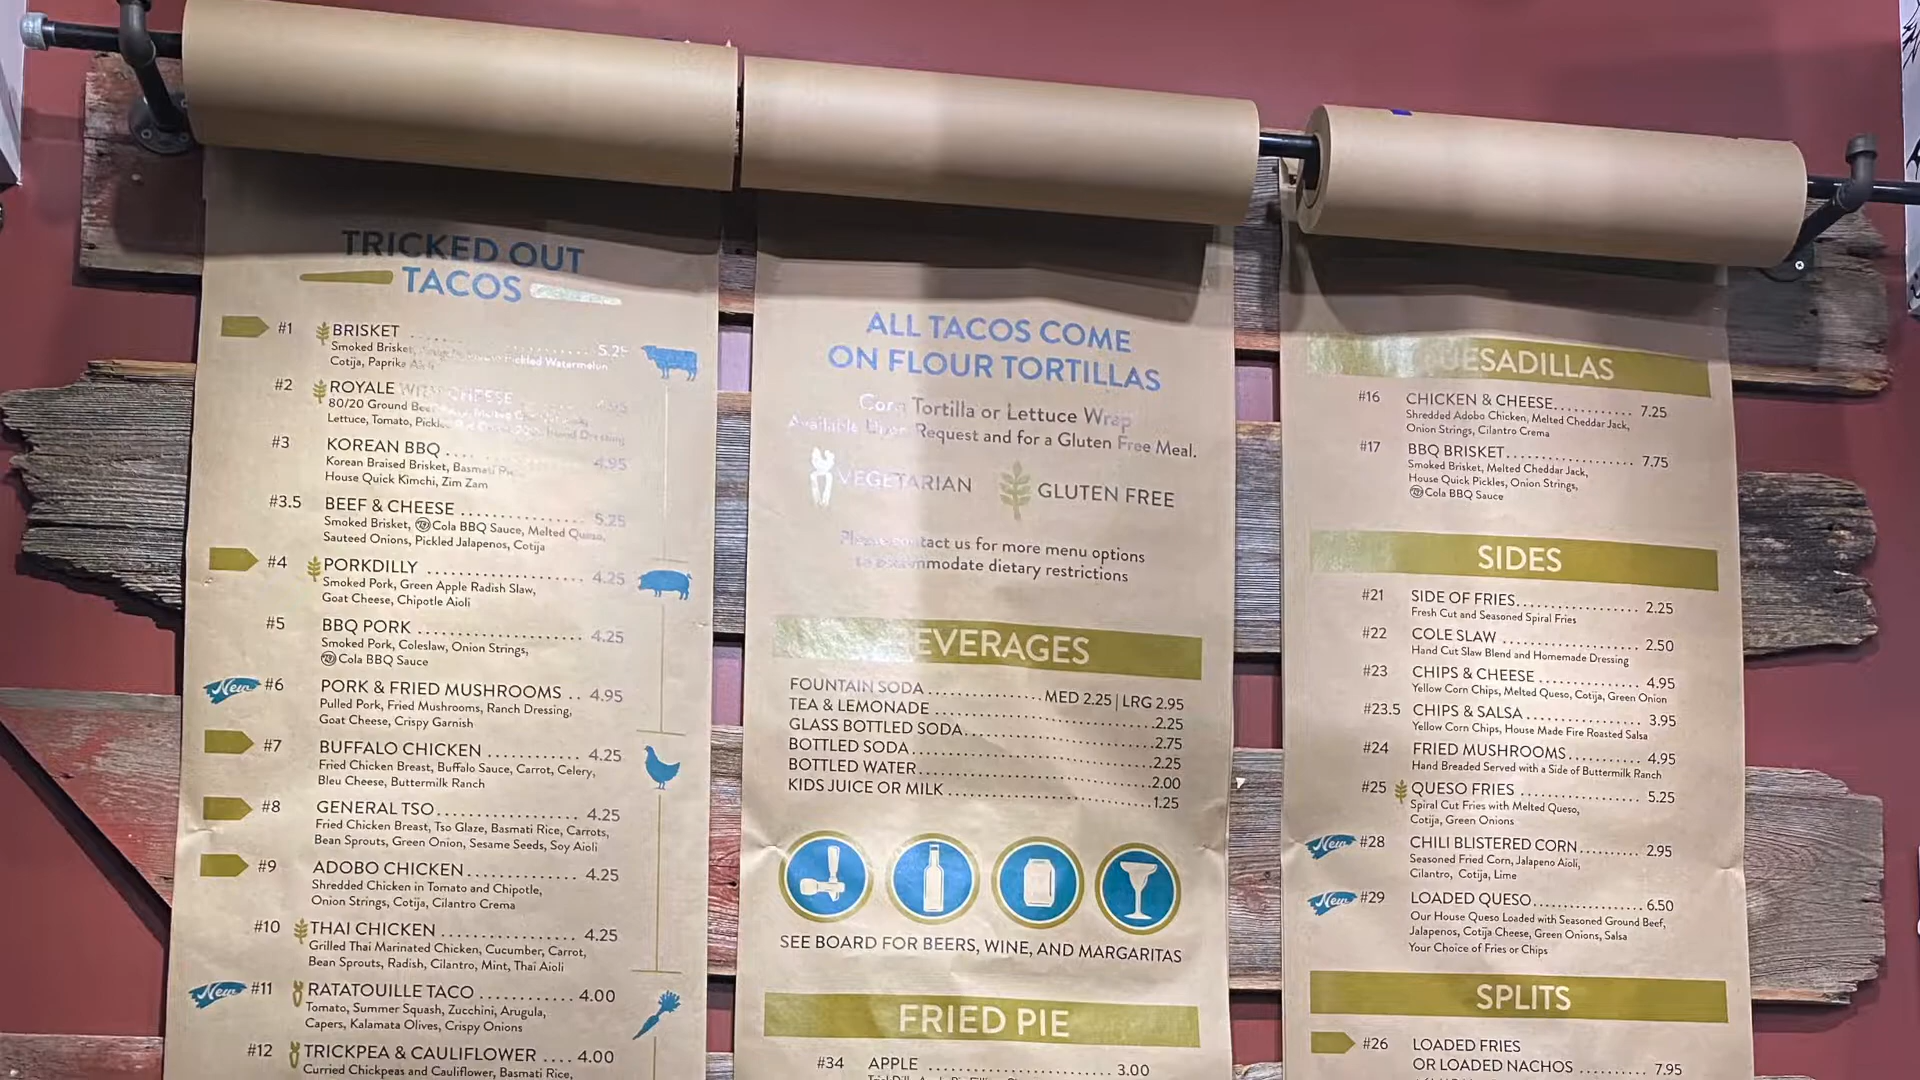 TRICKED OUT
TACOS
#1 BRISKET 5.25
Smoked Brisket, Pickled Watermelon
Cotija, Paprika Aioli
#2 ROYALE WITH CHEESE 4.95
80/20 Ground Beef,
Lettuce, Tomato, Pickle,
#3 KOREAN BBQ .... 4.95
Korean Braised Brisket, Basmati
House Quick Kimchi, Zim Zam
#3.5 BEEF & CHEESE .......... 5.25
Smoked Brisket, Cola BBQ Sauce, Melted Queso,
Sauteed Onions, Pickled Jalapenos, Cotija
#4 PORKDILLY .......... 4.25
Smoked Pork, Green Apple Radish Slaw,
Goat Cheese, Chipotle Aioli
#5 BBQ PORK .......... 4.25
Smoked Pork, Coleslaw, Onion Strings,
Cola BBQ Sauce
New #6 PORK & FRIED MUSHROOMS .. 4.95
Pulled Pork, Fried Mushrooms, Ranch Dressing,
Goat Cheese, Crispy Garnish
#7 BUFFALO CHICKEN .......... 4.25
Fried Chicken Breast, Buffalo Sauce, Carrot, Celery,
Bleu Cheese, Buttermilk Ranch
#8 GENERAL TSO .......... 4.25
Fried Chicken Breast, Tso Glaze, Basmati Rice, Carrots,
Bean Sprouts, Green Onion, Sesame Seeds, Soy Aioli
#9 ADOBO CHICKEN .......... 4.25
Shredded Chicken in Tomato and Chipotle,
Onion Strings, Cotija, Cilantro Crema
#10 THAI CHICKEN .......... 4.25
Grilled Thai Marinated Chicken, Cucumber, Carrot,
Bean Sprouts, Radish, Cilantro, Mint, Thai Aioli
New #11 RATATOUILLE TACO .......... 4.00
Tomato, Summer Squash, Zucchini, Arugula,
Capers, Kalamata Olives, Crispy Onions
#12 TRICKPEA & CAULIFLOWER .... 4.00
Curried Chickpeas and Cauliflower, Basmati Rice,
ALL TACOS COME
ON FLOUR TORTILLAS
Corn Tortilla or Lettuce Wrap
Available Upon Request and for a Gluten Free Meal.
VEGETARIAN GLUTEN FREE
Please contact us for more menu options
to accommodate dietary restrictions
BEVERAGES
FOUNTAIN SODA .......... MED 2.25 | LRG 2.95
TEA & LEMONADE .......... 2.25
GLASS BOTTLED SODA .......... 2.75
BOTTLED SODA .......... 2.25
BOTTLED WATER .......... 2.00
KIDS JUICE OR MILK .......... 1.25
SEE BOARD FOR BEERS, WINE, AND MARGARITAS
FRIED PIE
#34 APPLE .......... 3.00
QUESADILLAS
#16 CHICKEN & CHEESE .......... 7.25
Shredded Adobo Chicken, Melted Cheddar Jack,
Onion Strings, Cilantro Crema
#17 BBQ BRISKET .......... 7.75
Smoked Brisket, Melted Cheddar Jack,
House Quick Pickles, Onion Strings,
Cola BBQ Sauce
SIDES
#21 SIDE OF FRIES .......... 2.25
Fresh Cut and Seasoned Spiral Fries
#22 COLE SLAW .......... 2.50
Hand Cut Slaw Blend and Homemade Dressing
#23 CHIPS & CHEESE .......... 4.95
Yellow Corn Chips, Melted Queso, Cotija, Green Onion
#23.5 CHIPS & SALSA .......... 3.95
Yellow Corn Chips, House Made Fire Roasted Salsa
#24 FRIED MUSHROOMS .......... 4.95
Hand Breaded Served with a Side of Buttermilk Ranch
#25 QUESO FRIES .......... 5.25
Spiral Cut Fries with Melted Queso,
Cotija, Green Onions
New #28 CHILI BLISTERED CORN .......... 2.95
Seasoned Fried Corn, Jalapeno Aioli,
Cilantro, Cotija, Lime
New #29 LOADED QUESO .......... 6.50
Our House Queso Loaded with Seasoned Ground Beef,
Jalapenos, Cotija Cheese, Green Onions, Salsa
Your Choice of Fries or Chips
SPLITS
#26 LOADED FRIES
OR LOADED NACHOS .......... 7.95